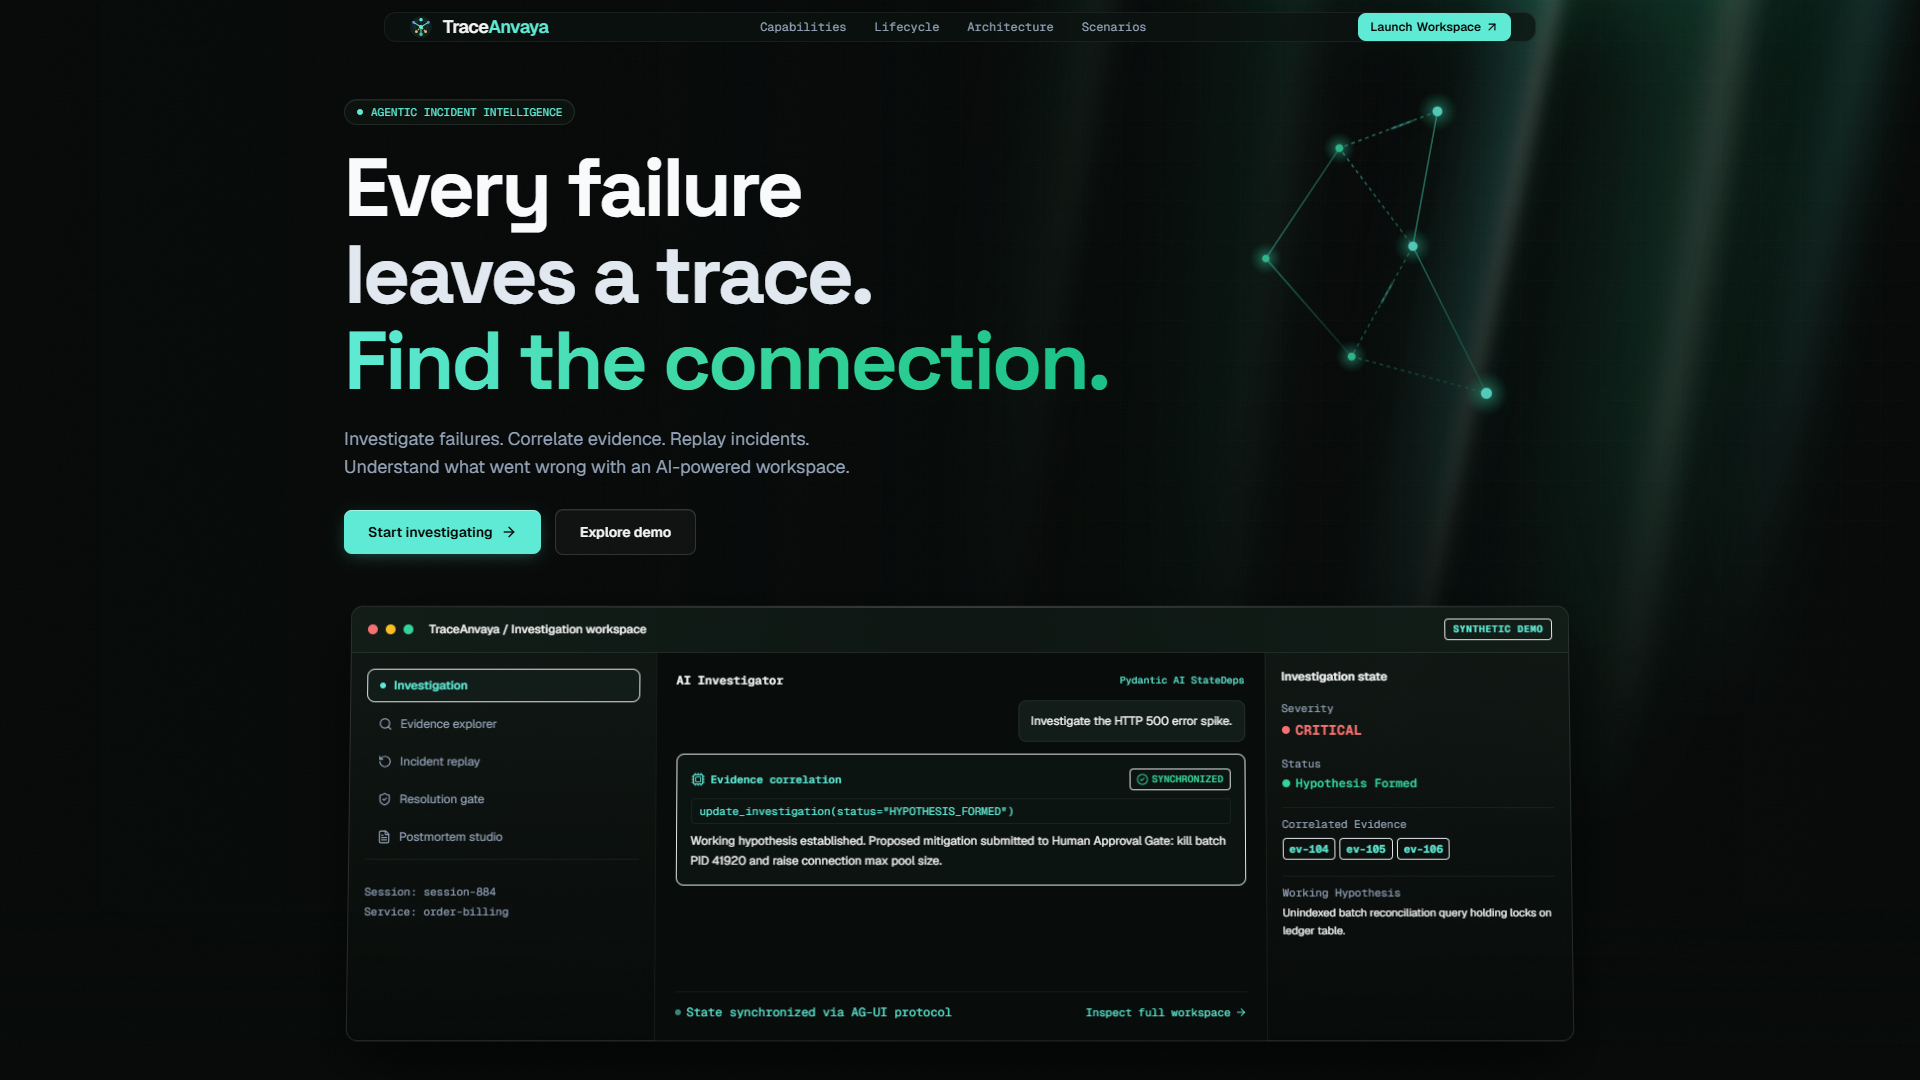 TraceAnvaya
Capabilities
Lifecycle
Architecture
Scenarios
Launch Workspace
AGENTIC INCIDENT INTELLIGENCE
Every failure
leaves a trace.
Find the connection.
Investigate failures. Correlate evidence. Replay incidents.
Understand what went wrong with an AI-powered workspace.
Start investigating →
Explore demo
TraceAnvaya / Investigation workspace
SYNTHETIC DEMO
Investigation
Evidence explorer
Incident replay
Resolution gate
Postmortem studio
Session: session-884
Service: order-billing
AI Investigator
Pydantic AI StateDeps
Investigate the HTTP 500 error spike.
Evidence correlation
SYNCHRONIZED
update_investigation(status="HYPOTHESIS_FORMED")
Working hypothesis established. Proposed mitigation submitted to Human Approval Gate: kill batch
PID 41920 and raise connection max pool size.
State synchronized via AG-UI protocol
Inspect full workspace →
Investigation state
Severity
CRITICAL
Status
Hypothesis Formed
Correlated Evidence
ev-104 ev-105 ev-106
Working Hypothesis
Unindexed batch reconciliation query holding locks on
ledger table.